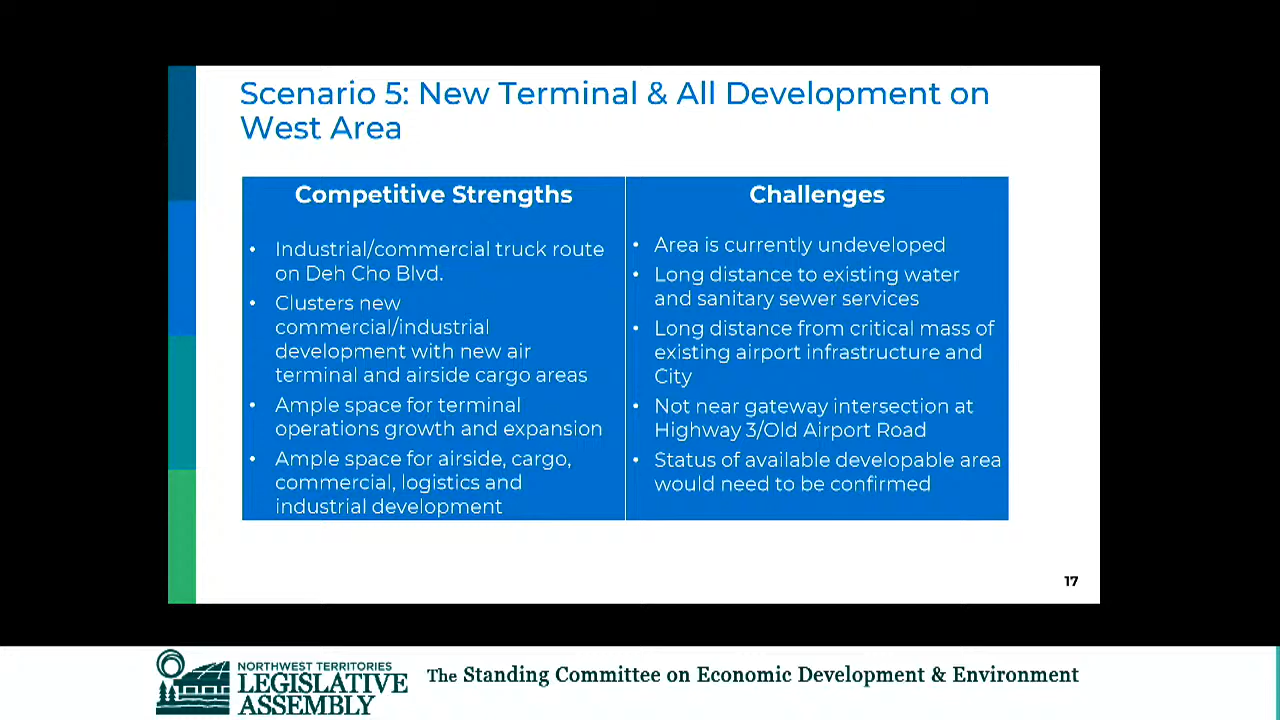 Scenario 5: New Terminal & All Development on
West Area
Competitive Strengths
• Industrial/commercial truck route
on Deh Cho Blvd.
• Clusters new
commercial/industrial
development with new air
terminal and airside cargo areas
• Ample space for terminal
operations growth and expansion
• Ample space for airside, cargo,
commercial, logistics and
industrial development
Challenges
• Area is currently undeveloped
• Long distance to existing water
and sanitary sewer services
• Long distance from critical mass of
existing airport infrastructure and
City
• Not near gateway intersection at
Highway 3/Old Airport Road
• Status of available developable area
would need to be confirmed
17
NORTHWEST TERRITORIES
LEGISLATIVE
ASSEMBLY
The Standing Committee on Economic Development & Environment